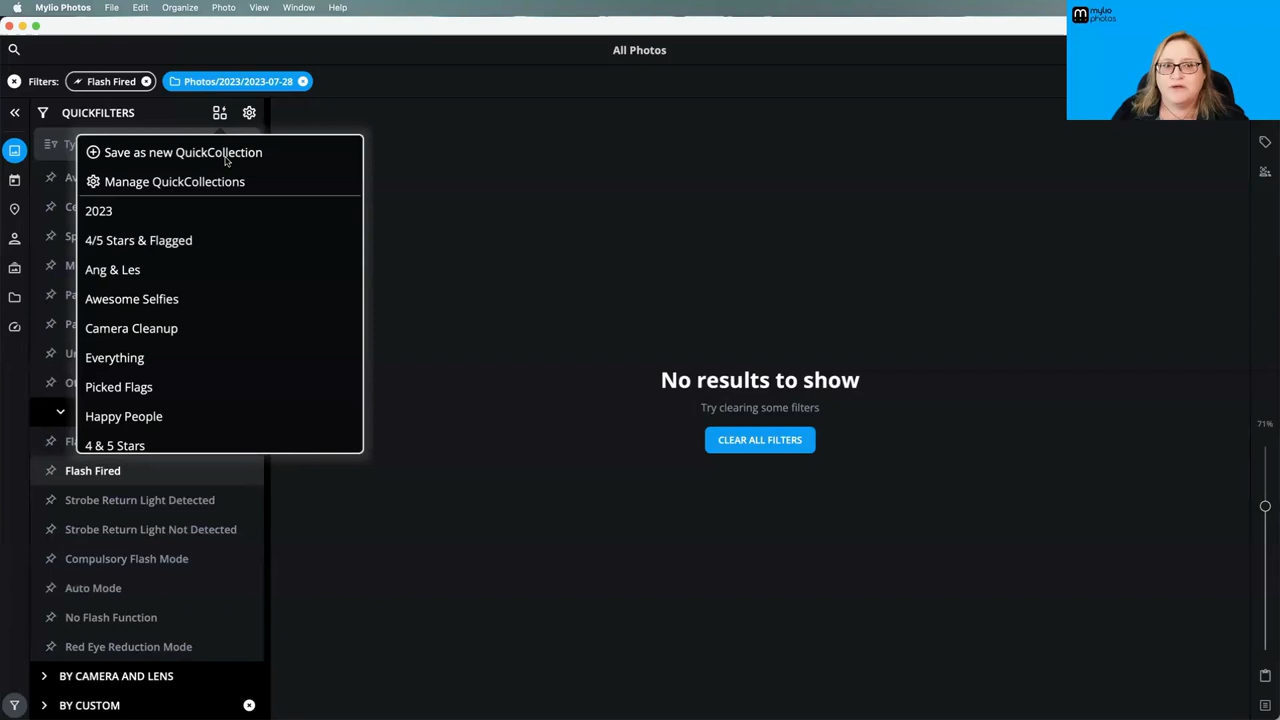 Mylio Photos File Edit Organize Photo View Window Help
mylio
photos
All Photos
Filters: Flash Fired Photos/2023/2023-07-28
QUICKFILTERS
Save as new QuickCollection
Manage QuickCollections
2023
4/5 Stars & Flagged
Ang & Les
Awesome Selfies
Camera Cleanup
Everything
Picked Flags
Happy People
4 & 5 Stars
Flash Fired
Strobe Return Light Detected
Strobe Return Light Not Detected
Compulsory Flash Mode
Auto Mode
No Flash Function
Red Eye Reduction Mode
BY CAMERA AND LENS
BY CUSTOM
No results to show
Try clearing some filters
CLEAR ALL FILTERS
71%